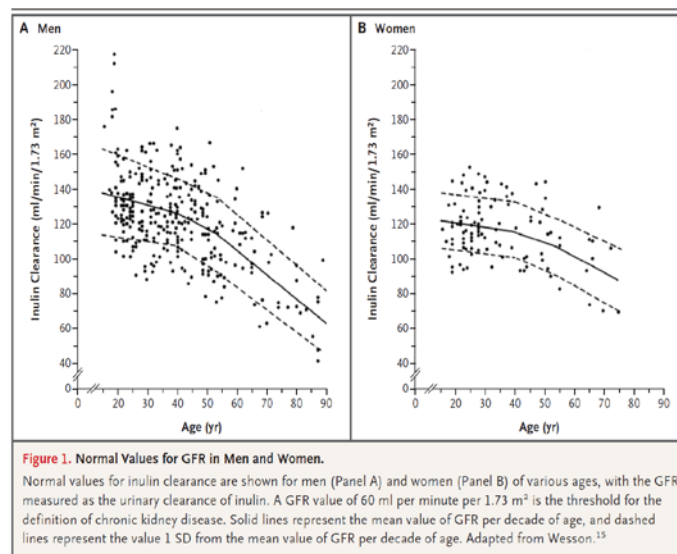 A Men
220
200
180
160
140
120
100
80
60
40
0
Inulin Clearance (ml/min/1.73 m²)
20 30 40 50 60 70 80 90
Age (yr)
B Women
220
200
180
160
140
120
100
80
60
40
0
Inulin Clearance (ml/min/1.73 m²)
20 30 40 50 60 70 80 90
Age (yr)
Figure 1. Normal Values for GFR in Men and Women.
Normal values for inulin clearance are shown for men (Panel A) and women (Panel B) of various ages, with the GFR
measured as the urinary clearance of inulin. A GFR value of 60 ml per minute per 1.73 m² is the threshold for the
definition of chronic kidney disease. Solid lines represent the mean value of GFR per decade of age, and dashed
lines represent the value 1 SD from the mean value of GFR per decade of age. Adapted from Wesson.¹⁵